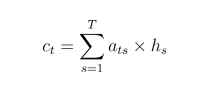 c_t = \sum_{s=1}^{T} a_{ts} \times h_s